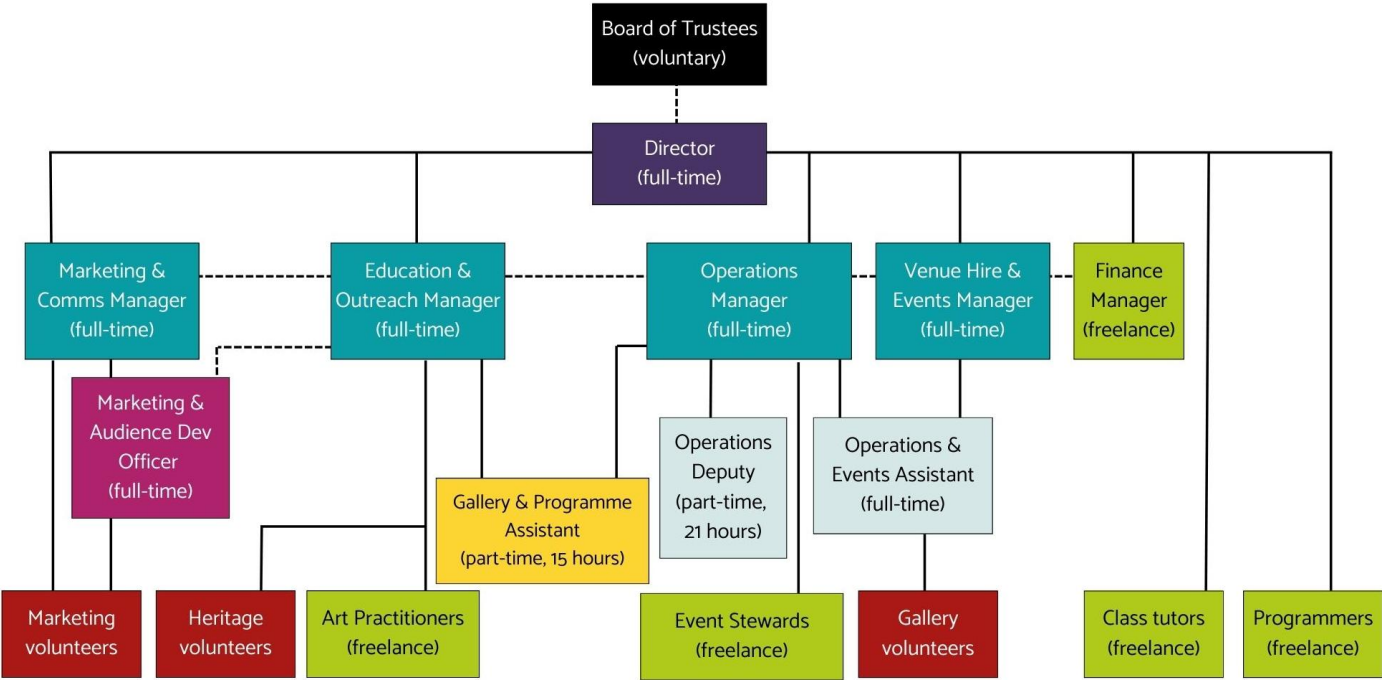 Board of Trustees
(voluntary)
Director
(full-time)
Marketing &
Comms Manager
(full-time)
Education &
Outreach Manager
(full-time)
Operations
Manager
(full-time)
Venue Hire &
Events Manager
(full-time)
Finance
Manager
(freelance)
Marketing &
Audience Dev
Officer
(full-time)
Gallery & Programme
Assistant
(part-time, 15 hours)
Operations
Deputy
(part-time,
21 hours)
Operations &
Events Assistant
(full-time)
Marketing
volunteers
Heritage
volunteers
Art Practitioners
(freelance)
Event Stewards
(freelance)
Gallery
volunteers
Class tutors
(freelance)
Programmers
(freelance)